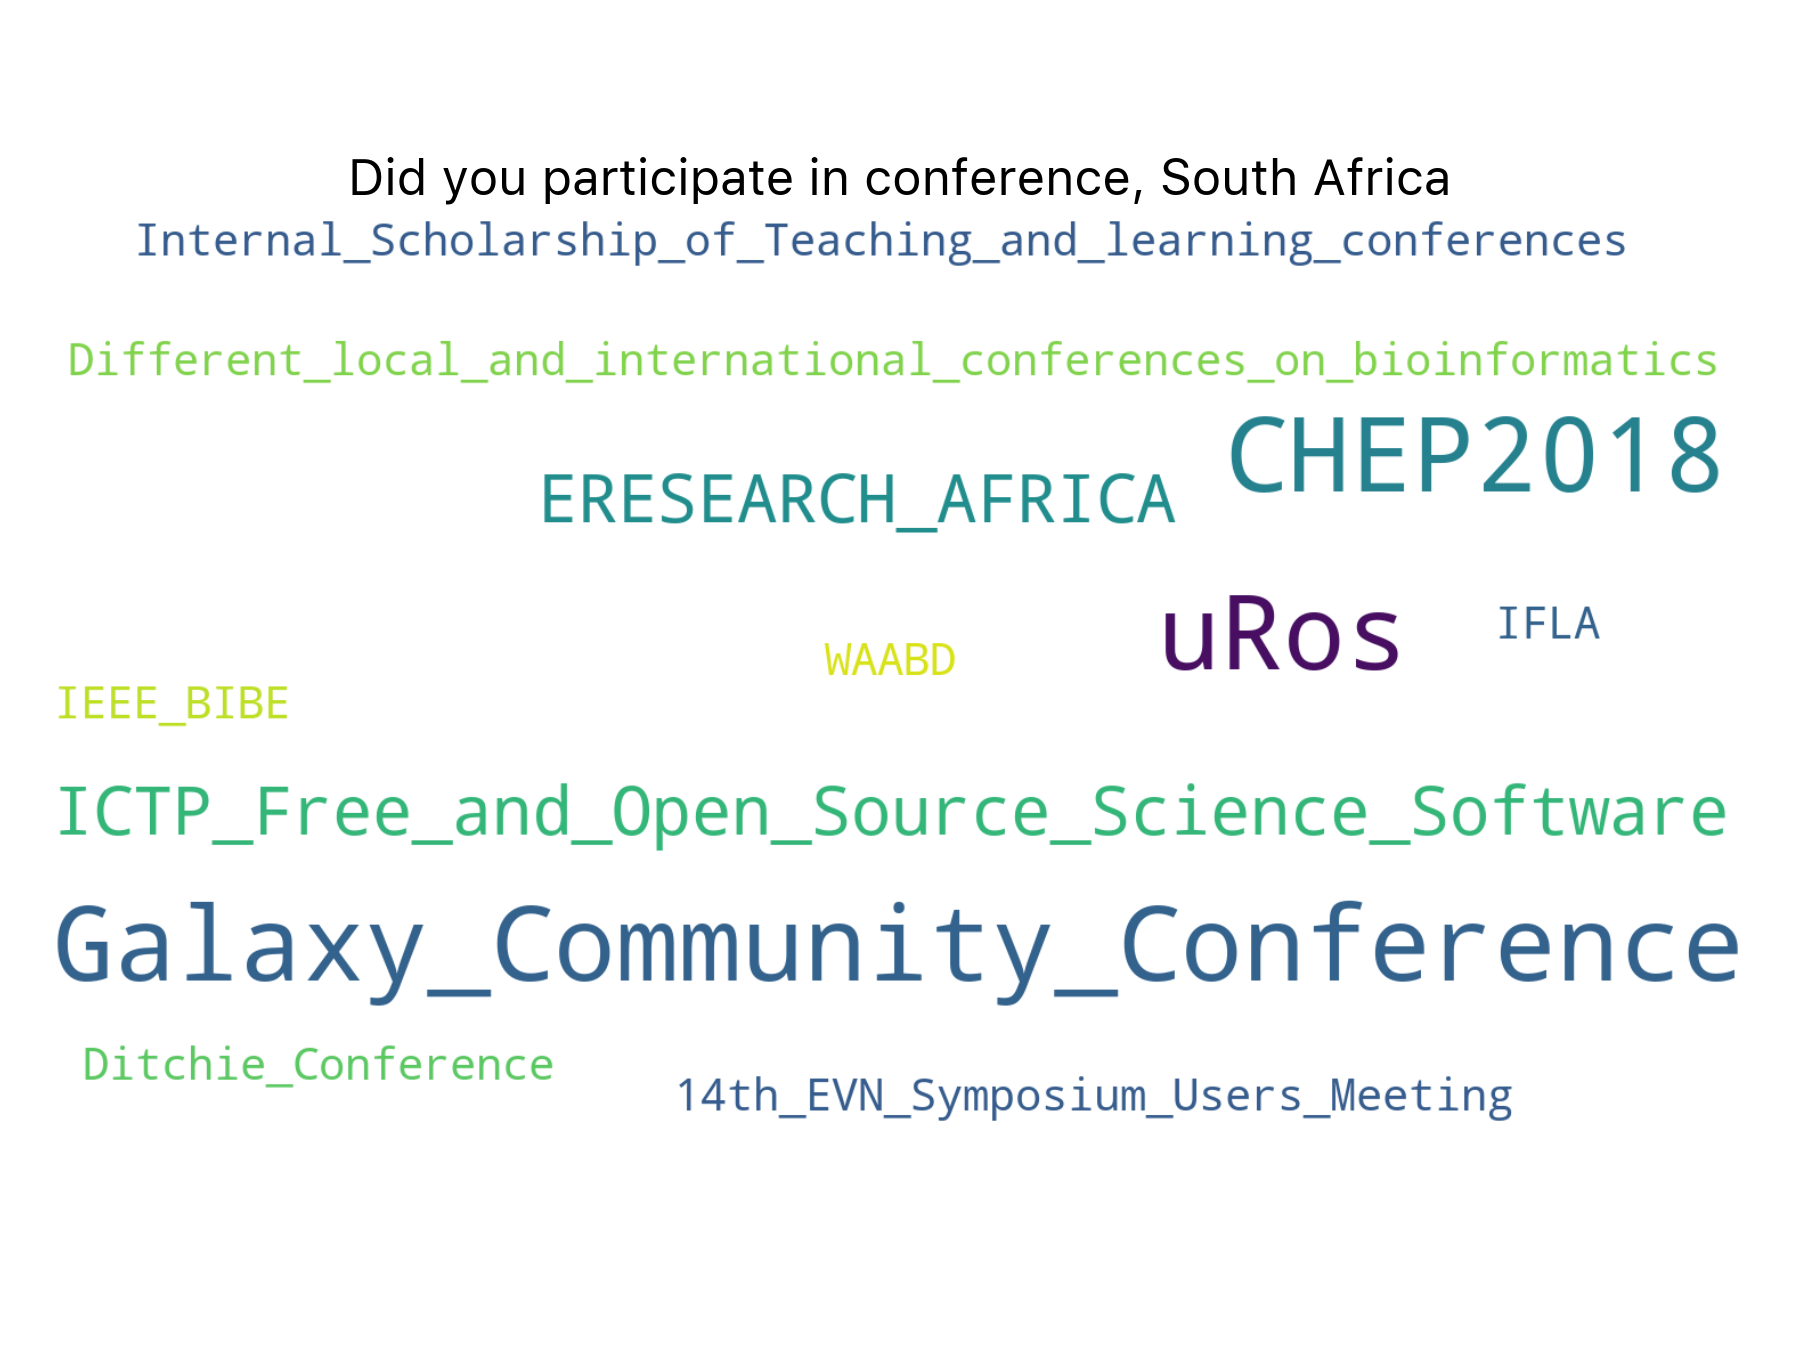 Did you participate in conference, South Africa
Internal_Scholarship_of_Teaching_and_learning_conferences
Different_local_and_international_conferences_on_bioinformatics
CHEP2018
ERESEARCH_AFRICA
uRos
IFLA
WAABD
IEEE_BIBE
ICTP_Free_and_Open_Source_Science_Software
Galaxy_Community_Conference
Ditchie_Conference
14th_EVN_Symposium_Users_Meeting